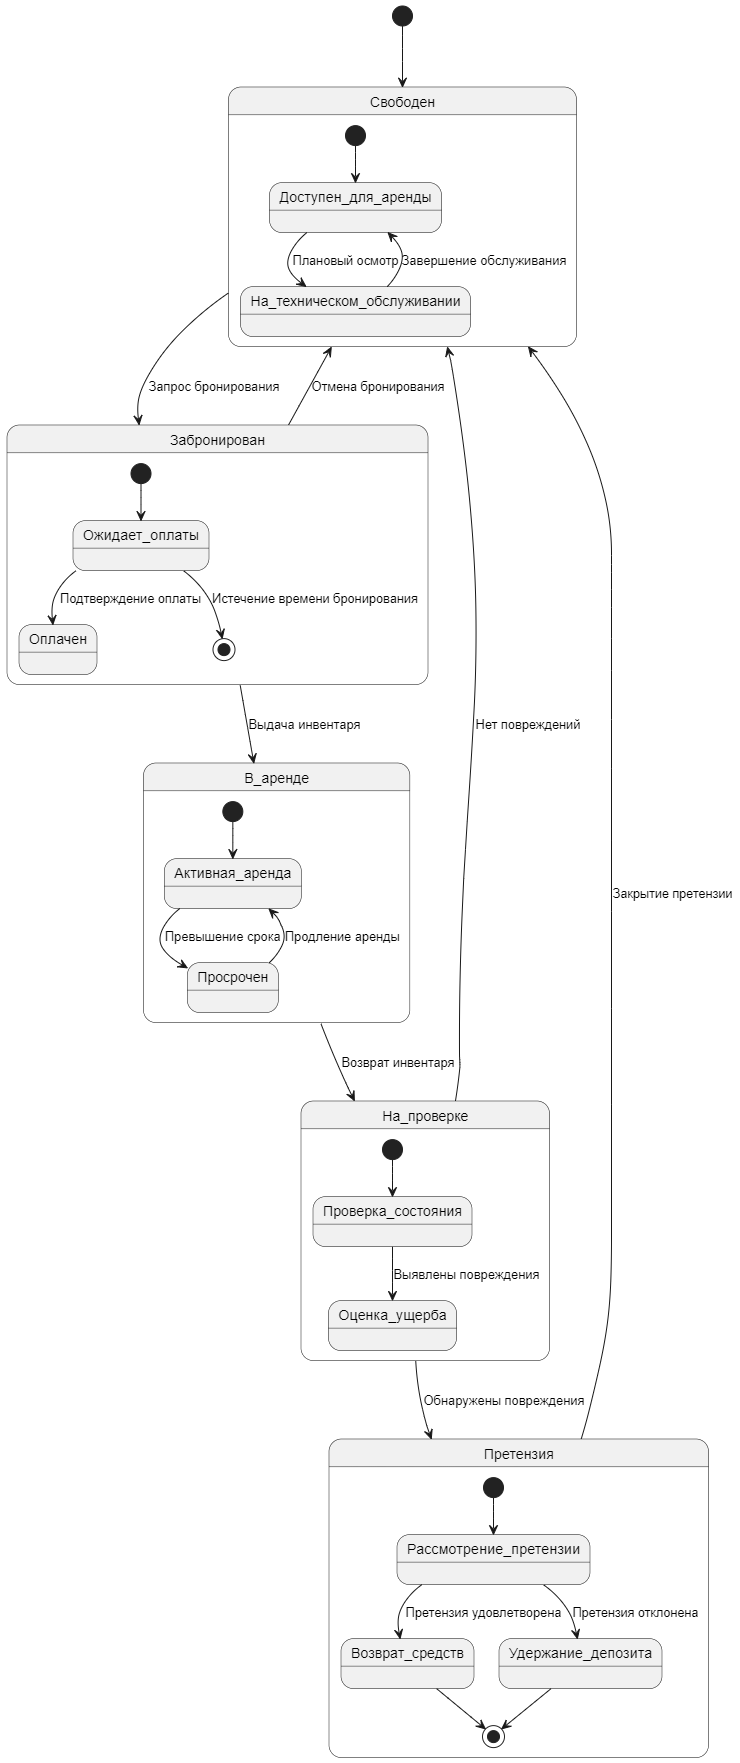 Свободен
Доступен_для_аренды
Плановый осмотр
Завершение обслуживания
На_техническом_обслуживании
Запрос бронирования
Отмена бронирования
Забронирован
Ожидает_оплаты
Подтверждение оплаты
Истечение времени бронирования
Оплачен
Выдача инвентаря
Нет повреждений
В_аренде
Активная_аренда
Закрытие претензии
Превышение срока
Продление аренды
Просрочен
Возврат инвентаря
На_проверке
Проверка_состояния
Выявлены повреждения
Оценка_ущерба
Обнаружены повреждения
Претензия
Рассмотрение_претензии
Претензия удовлетворена
Претензия отклонена
Возврат_средств
Удержание_депозита